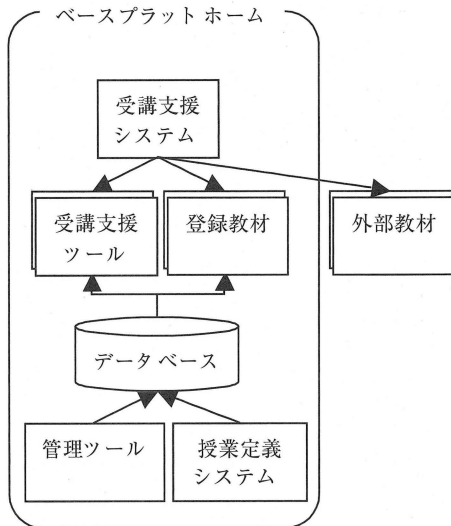 ベースプラットホーム
受講支援
システム
受講支援
ツール
登録教材
外部教材
データベース
管理ツール
授業定義
システム